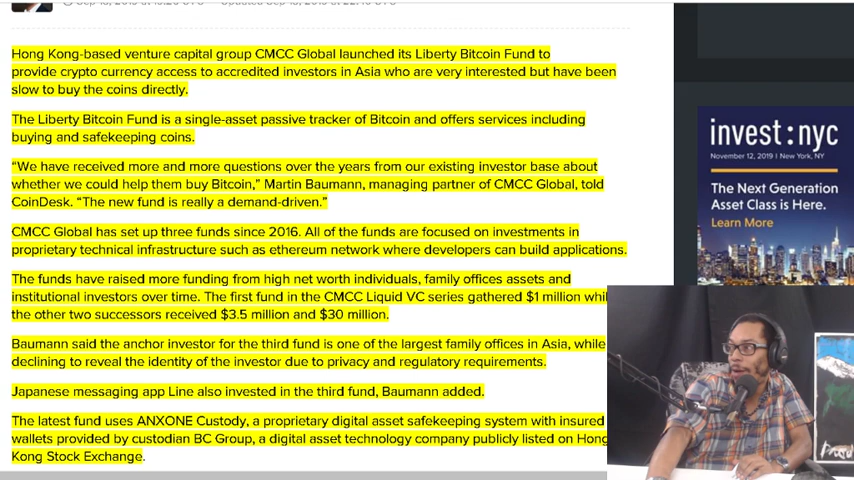 Hong Kong-based venture capital group CMCC Global launched its Liberty Bitcoin Fund to
provide crypto currency access to accredited investors in Asia who are very interested but have been
slow to buy the coins directly.
The Liberty Bitcoin Fund is a single-asset passive tracker of Bitcoin and offers services including
buying and safekeeping coins.
“We have received more and more questions over the years from our existing investor base about
whether we could help them buy Bitcoin,” Martin Baumann, managing partner of CMCC Global, told
CoinDesk. “The new fund is really a demand-driven.”
CMCC Global has set up three funds since 2016. All of the funds are focused on investments in
proprietary technical infrastructure such as ethereum network where developers can build applications.
The funds have raised more funding from high net worth individuals, family offices assets and
institutional investors over time. The first fund in the CMCC Liquid VC series gathered $1 million
the other two successors received $3.5 million and $30 million.
Baumann said the anchor investor for the third fund is one of the largest family offices in Asia, while
declining to reveal the identity of the investor due to privacy and regulatory requirements.
Japanese messaging app Line also invested in the third fund, Baumann added.
The latest fund uses ANXONE Custody, a proprietary digital asset safekeeping system with insured
wallets provided by custodian BC Group, a digital asset technology company publicly listed on Hong
Kong Stock Exchange.
invest:nyc
November 12, 2019 | New York, NY
The Next Generation
Asset Class is Here.
Learn More